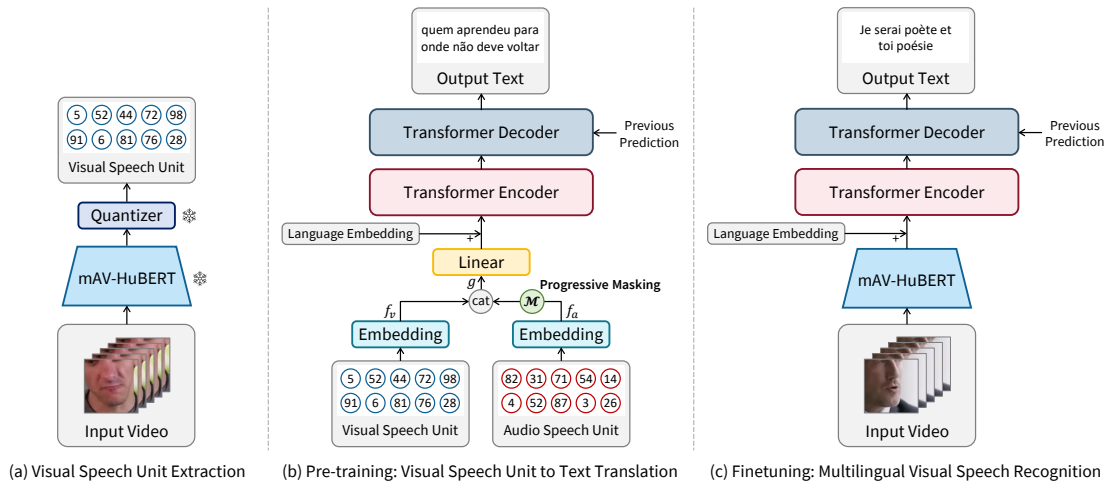 5 52 44 72 98
91 6 81 76 28
Visual Speech Unit
Quantizer
mAV-HuBERT
Input Video
(a) Visual Speech Unit Extraction
quem aprendeu para
onde não deve voltar
Output Text
Transformer Decoder
Previous
Prediction
Transformer Encoder
Language Embedding
+
Linear
g
cat
M
Progressive Masking
fᵥ
fₐ
Embedding
Embedding
5 52 44 72 98
91 6 81 76 28
Visual Speech Unit
82 31 71 54 14
4 52 87 3 26
Audio Speech Unit
(b) Pre-training: Visual Speech Unit to Text Translation
Je serai poète et
toi poésie
Output Text
Transformer Decoder
Previous
Prediction
Transformer Encoder
Language Embedding
+
mAV-HuBERT
Input Video
(c) Finetuning: Multilingual Visual Speech Recognition